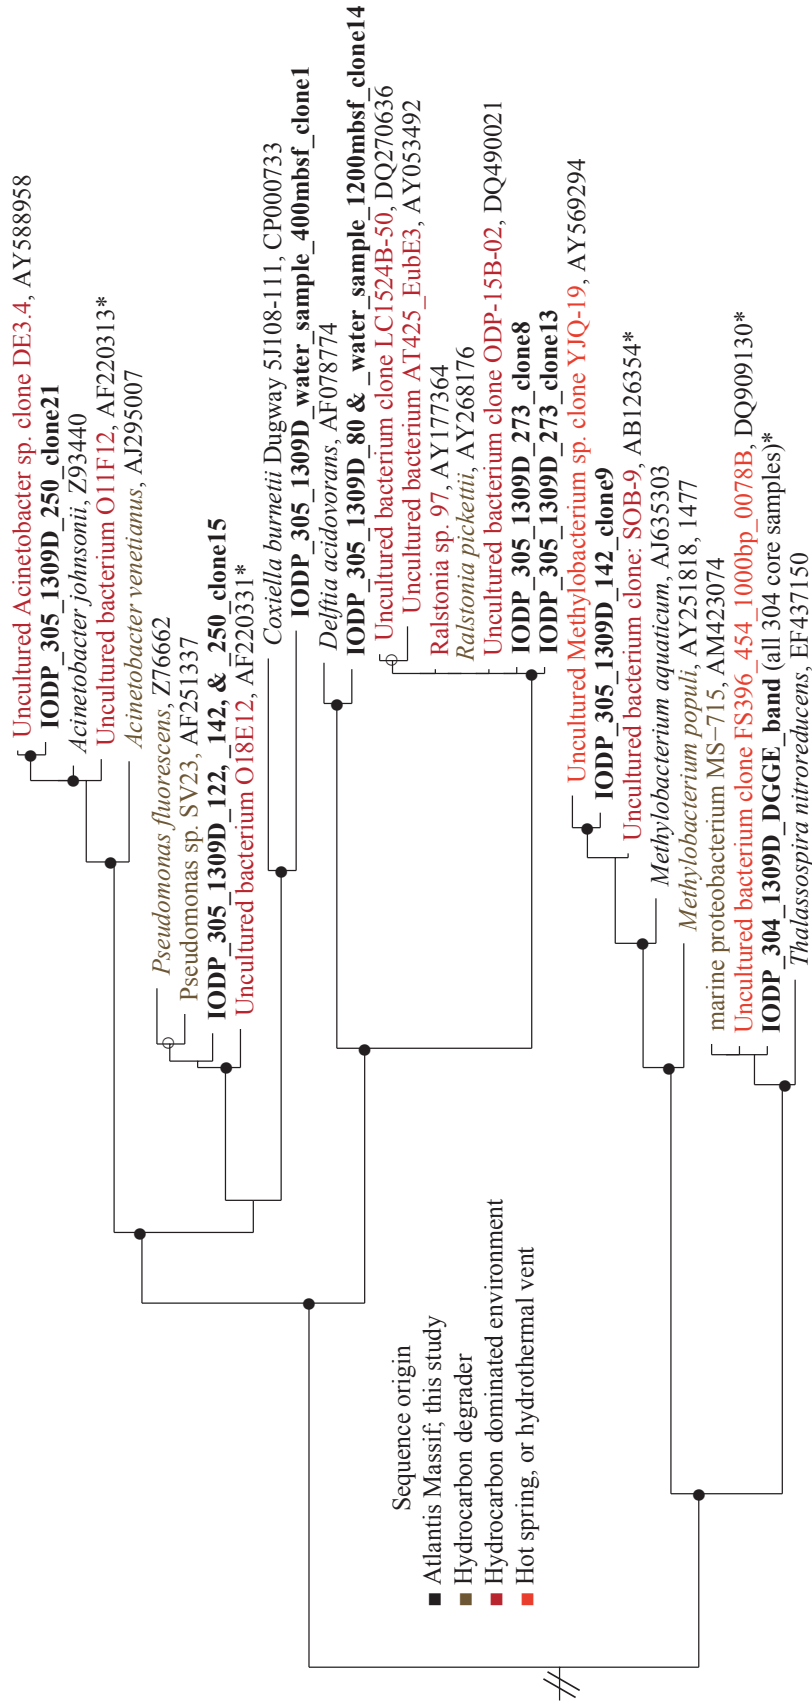 Uncultured Acinetobacter sp. clone DE3.4, AY588958
IODP_305_1309D_250_clone21
Acinetobacter johnsonii, Z93440
Uncultured bacterium O11F12, AF220313*
Acinetobacter venetianus, AJ295007
Pseudomonas fluorescens, Z76662
Pseudomonas sp. SV23, AF251337
IODP_305_1309D_122, _142, & _250_clone15
Uncultured bacterium O18E12, AF220331*
Coxiella burnetii Dugway 5J108-111, CP000733
IODP_305_1309D_water_sample_400mbsf_clone1
Delftia acidovorans, AF078774
IODP_305_1309D_80 & _water_sample_1200mbsf_clone14
Uncultured bacterium clone LC1524B-50, DQ270636
Uncultured bacterium AT425_EubE3, AY053492
Ralstonia sp. 97, AY177364
Ralstonia pickettii, AY268176
Uncultured bacterium clone ODP-15B-02, DQ490021
IODP_305_1309D_273_clone8
IODP_305_1309D_273_clone13
Uncultured Methylobacterium sp. clone YJQ-19, AY569294
IODP_305_1309D_142_clone9
Uncultured bacterium clone: SOB-9, AB126354*
Methylobacterium aquaticum, AJ635303
Methylobacterium populi, AY251818, 1477
marine proteobacterium MS−715, AM423074
Uncultured bacterium clone FS396_454_1000bp_0078B, DQ909130*
IODP_304_1309D_DGGE_band (all 304 core samples)*
Thalassospira nitroreducens, EF437150
Sequence origin
Atlantis Massif; this study
Hydrocarbon degrader
Hydrocarbon dominated environment
Hot spring, or hydrothermal vent